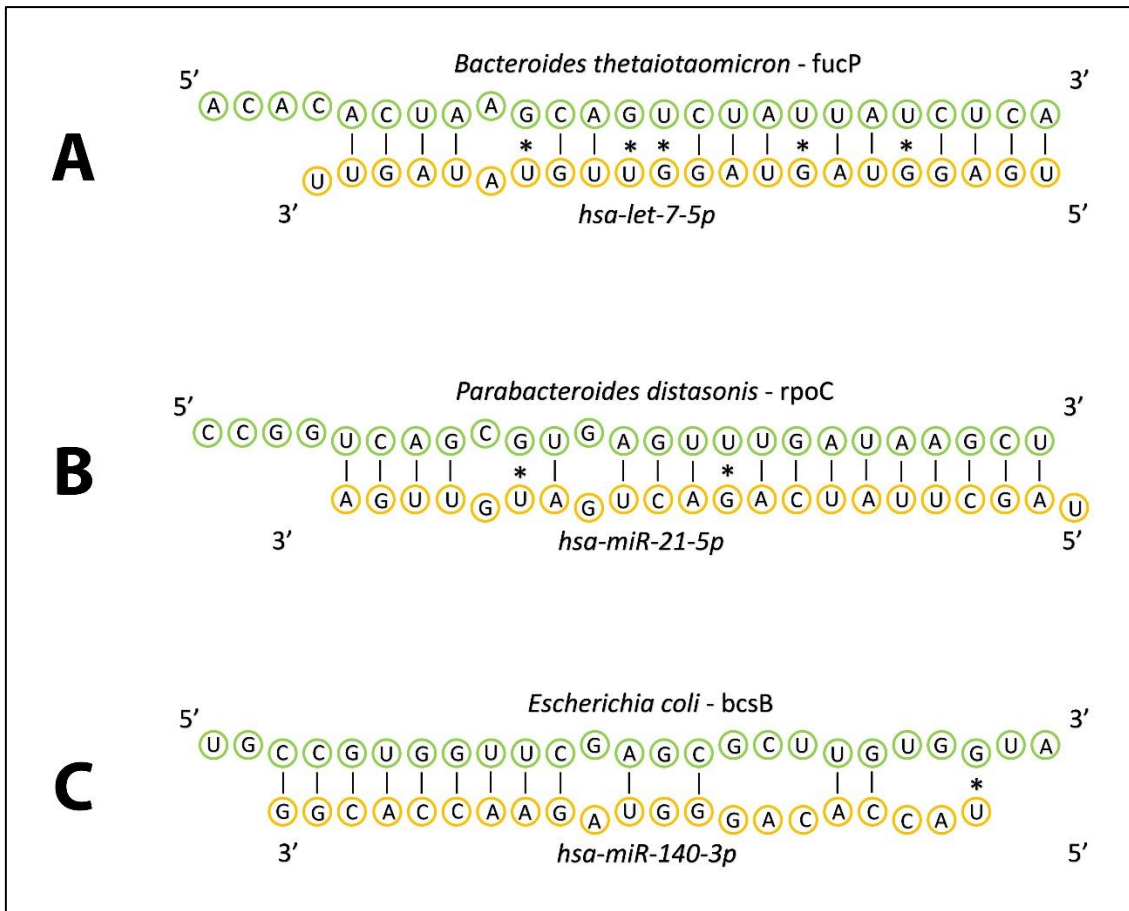 Bacteroides thetaiotaomicron - fucP
5’ 3’
A C A C A C U A A G C A G U C U A U U A U C U C A
A
* * * * *
U U G A U A U G U U G G A U G A U G G A G U
3’ hsa-let-7-5p 5’
Parabacteroides distasonis - rpoC
5’ 3’
C C G G U C A G C G U G A G U U U G A U A A G C U
B
* *
A G U U G U A G U C A G A C U A U U C G A U
3’ hsa-miR-21-5p 5’
Escherichia coli - bcsB
5’ 3’
U G C C G U G G U U C G A G C G C U U G U G G U A
C
*
G G C A C C A A G A U G G G A C A C C A U
3’ hsa-miR-140-3p 5’